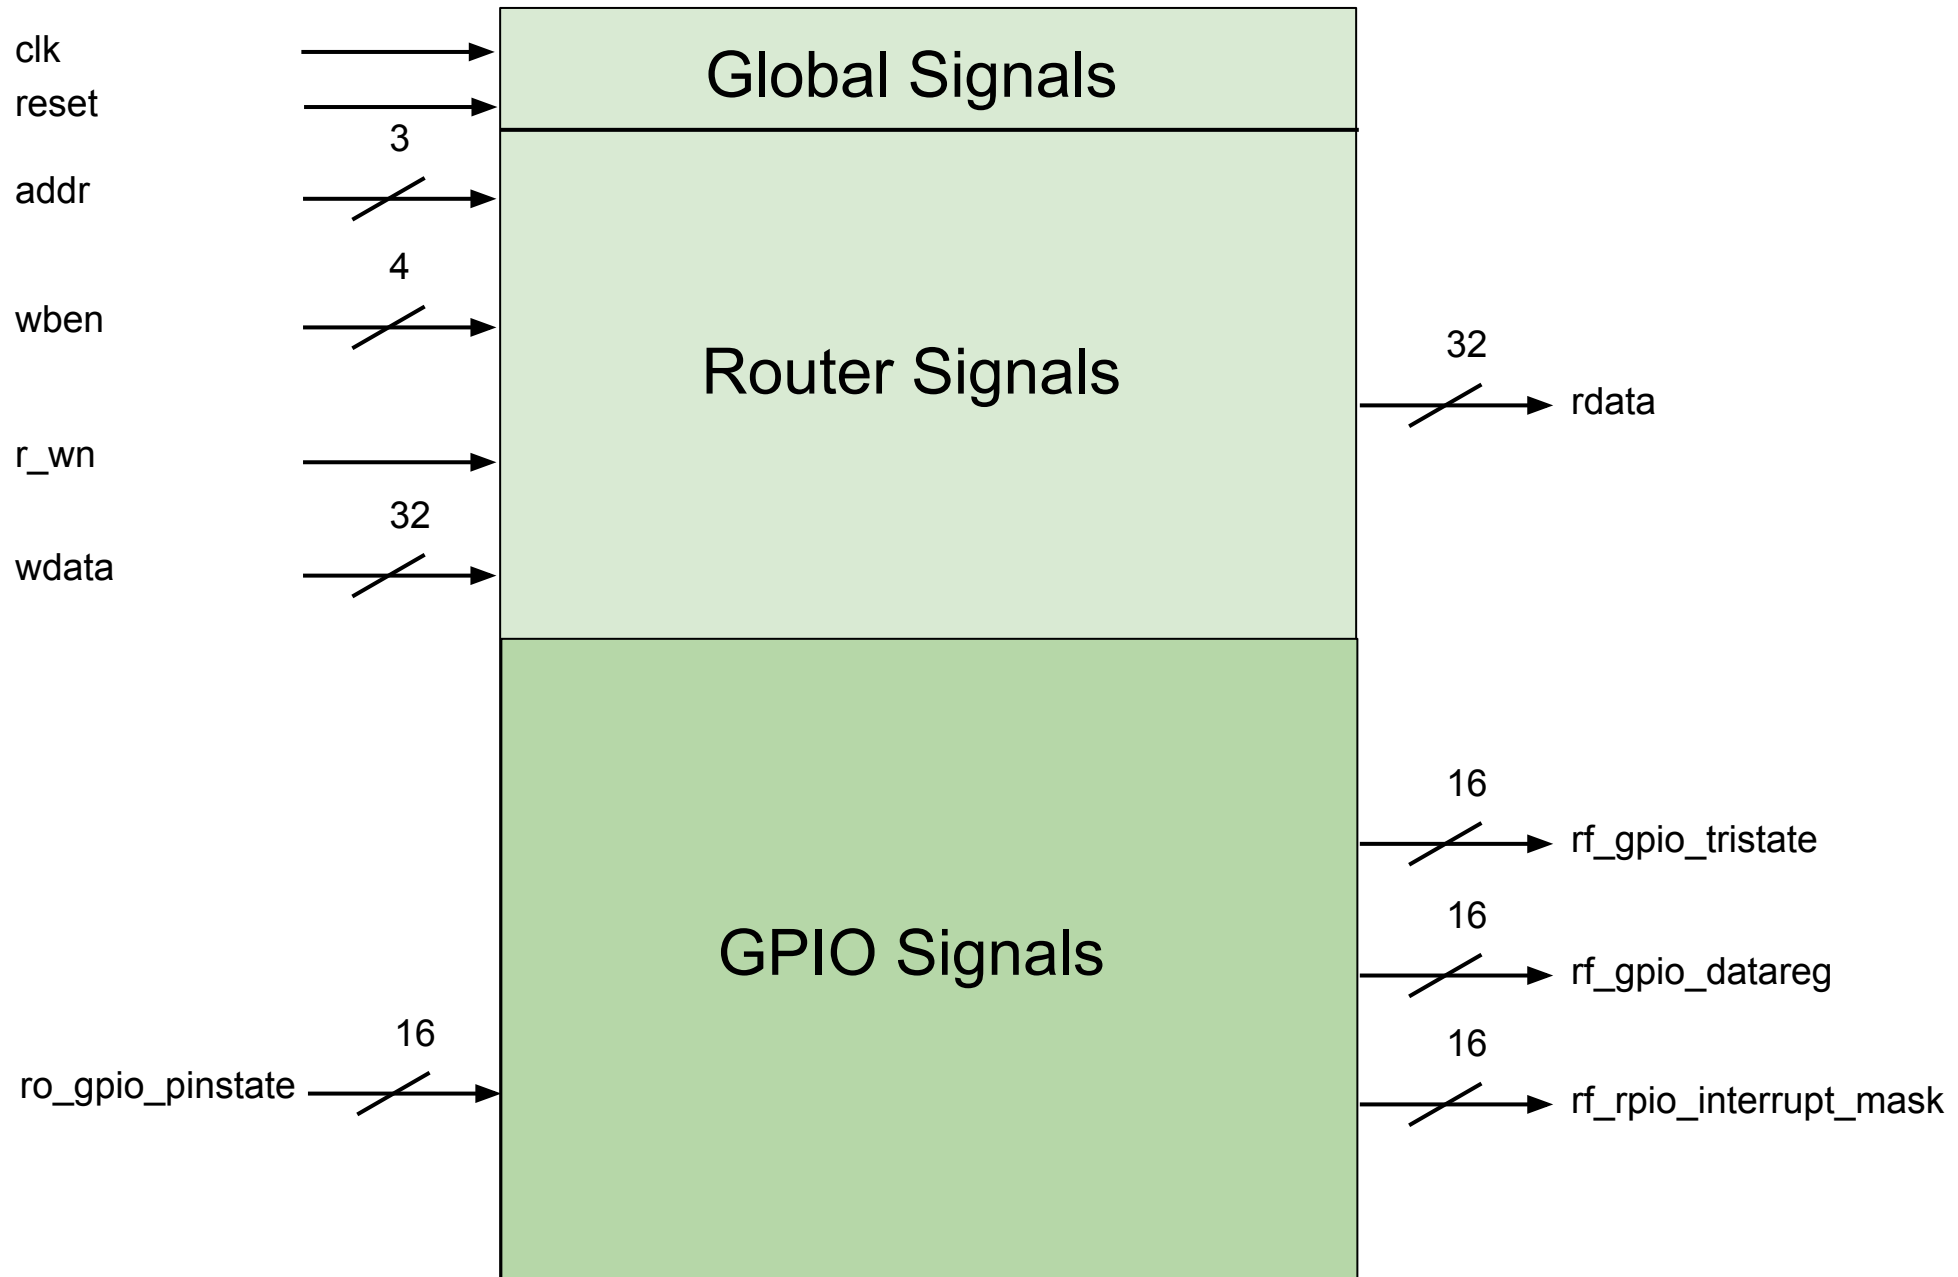 clk
Global Signals
reset
3
addr
4
wben
Router Signals
32
rdata
r_wn
32
wdata
16
rf_gpio_tristate
16
GPIO Signals
rf_gpio_datareg
16
16
ro_gpio_pinstate
rf_rpio_interrupt_mask